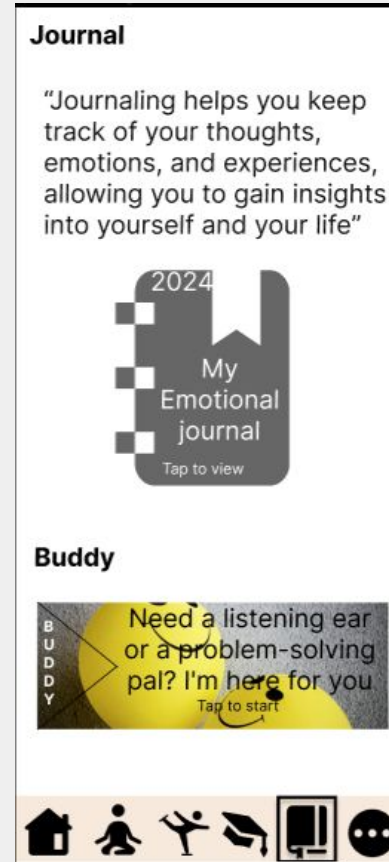 Journal
“Journaling helps you keep
track of your thoughts,
emotions, and experiences,
allowing you to gain insights
into yourself and your life”
2024
My
Emotional
journal
Tap to view
Buddy
BUDDY
Need a listening ear
or a problem-solving
pal? I'm here for you
Tap to start